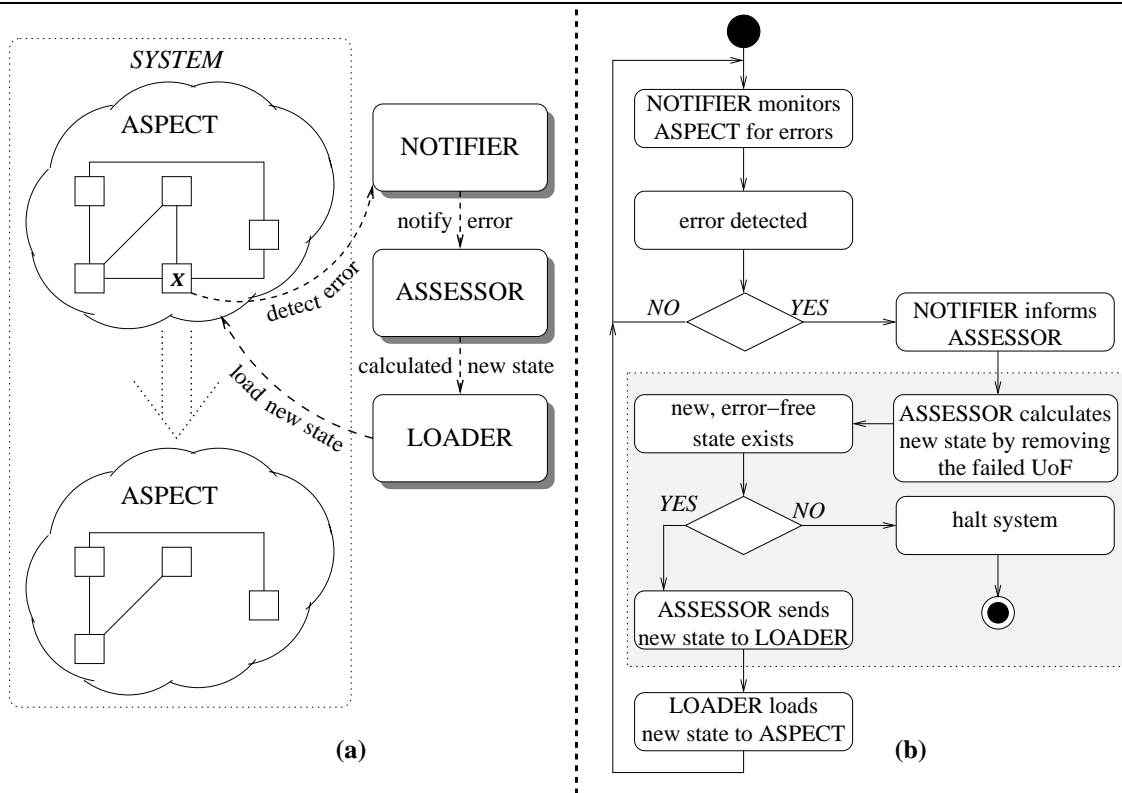 SYSTEM
ASPECT
X
NOTIFIER
notify error
detect error
ASSESSOR
calculated new state
load new state
LOADER
ASPECT
(a)
NOTIFIER monitors
ASPECT for errors
error detected
NO
YES
NOTIFIER informs
ASSESSOR
ASSESSOR calculates
new state by removing
the failed UoF
new, error−free
state exists
YES
NO
halt system
ASSESSOR sends
new state to LOADER
LOADER loads
new state to ASPECT
(b)